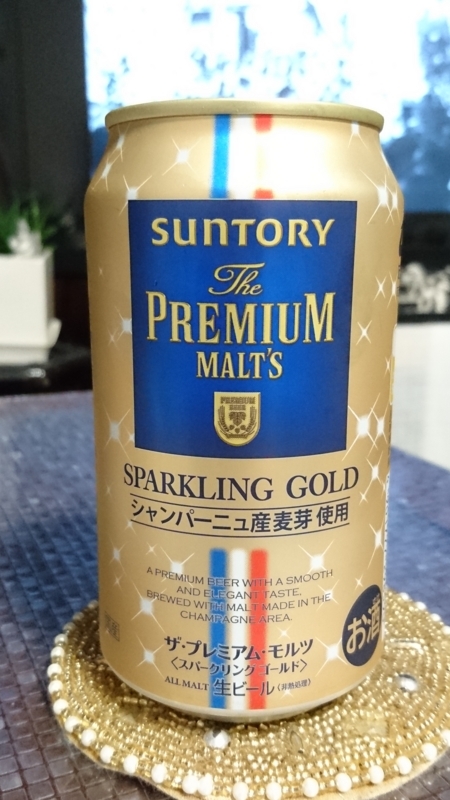 SUNTORY
The
PREMIUM
MALT'S
PREMIUM
BEER
SPARKLING GOLD
シャンパーニュ産麦芽使用
A PREMIUM BEER WITH A SMOOTH
AND ELEGANT TASTE,
BREWED WITH MALT MADE IN THE
CHAMPAGNE AREA.
お酒
ザ・プレミアム・モルツ
〈スパークリングゴールド〉
ALL MALT 生ビール (非熱処理)